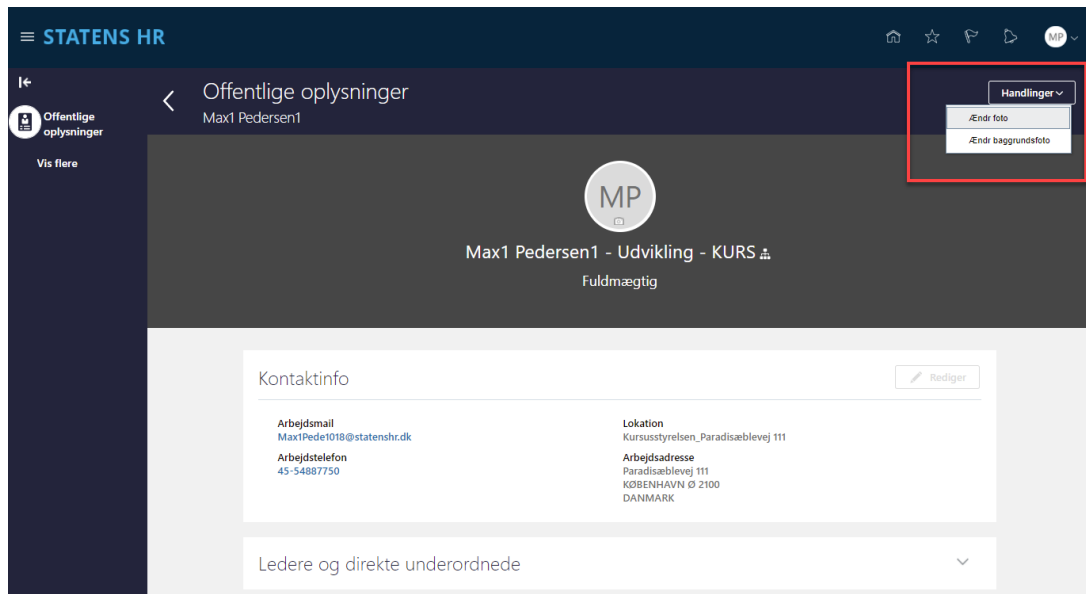 STATENS HR
MP
Offentlige
oplysninger
Vis flere
Offentlige oplysninger
Max1 Pedersen1
Handlinger
Ændr foto
Ændr baggrundsfoto
MP
Max1 Pedersen1 - Udvikling - KURS
Fuldmægtig
Kontaktinfo
Rediger
Arbejdsmail
Max1Pede1018@statenshr.dk
Arbejdstelefon
45-54887750
Lokation
Kursusstyrelsen_Paradisæblevej 111
Arbejdsadresse
Paradisæblevej 111
KØBENHAVN Ø 2100
DANMARK
Ledere og direkte underordnede